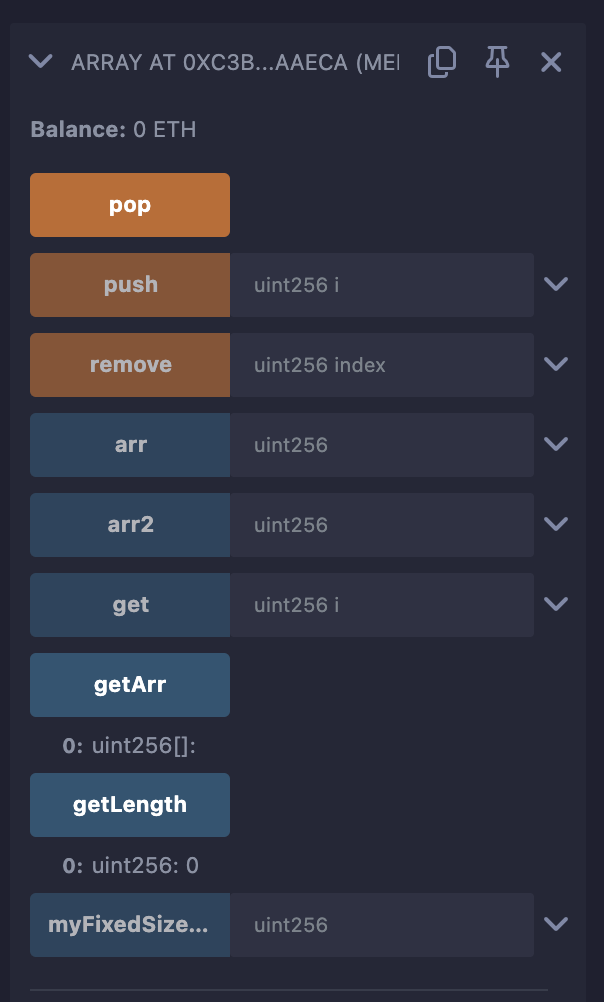 ARRAY AT 0XC3B...AAECA (MEI
Balance: 0 ETH
pop
push uint256 i
remove uint256 index
arr uint256
arr2 uint256
get uint256 i
getArr
0: uint256[]:
getLength
0: uint256: 0
myFixedSize... uint256